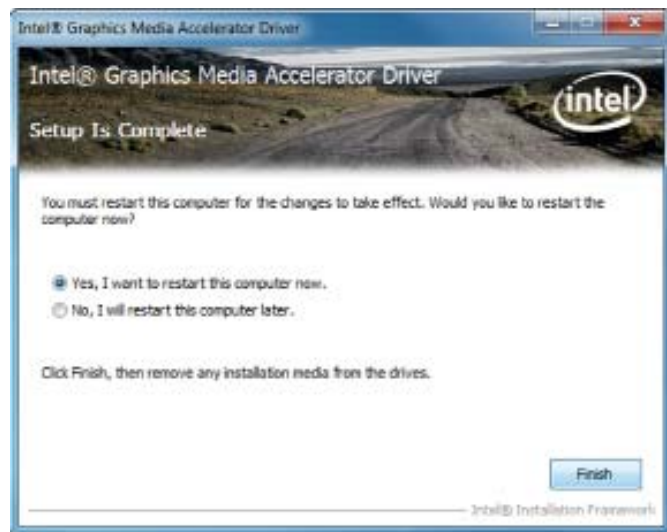 Intel® Graphics Media Accelerator Driver
Intel® Graphics Media Accelerator Driver
intel
Setup Is Complete
You must restart this computer for the changes to take effect. Would you like to restart the
computer now?
Yes, I want to restart this computer now.
No, I will restart this computer later.
Click Finish, then remove any installation media from the drives.
Finish
Intel® Installation Framework